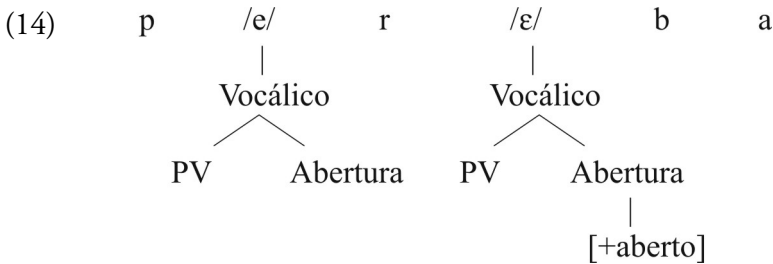 (14) p /e/ r /ɛ/ b a
Vocálico Vocálico
PV Abertura PV Abertura
[+aberto]